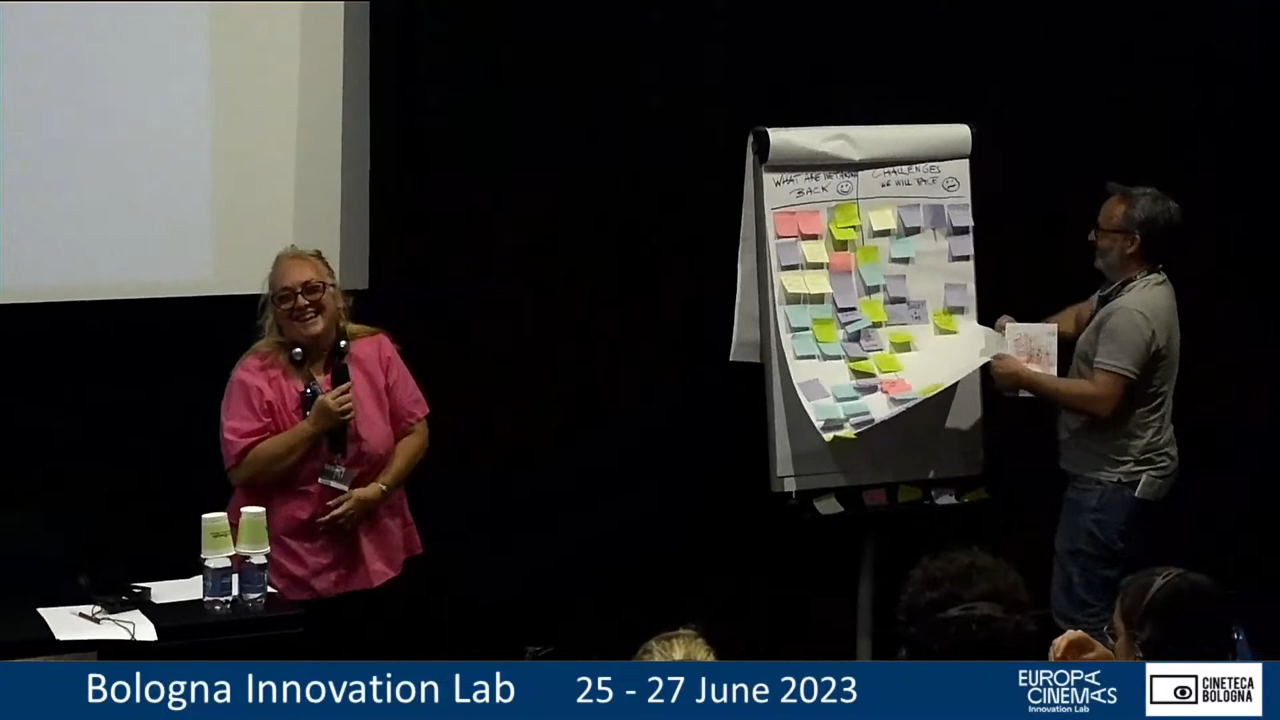 WHAT ARE WE TAKING
BACK
CHALLENGES
WE WILL FACE
Bologna Innovation Lab
25 - 27 June 2023
EUROPA
CINEMAS
Innovation Lab
CINETECA
BOLOGNA